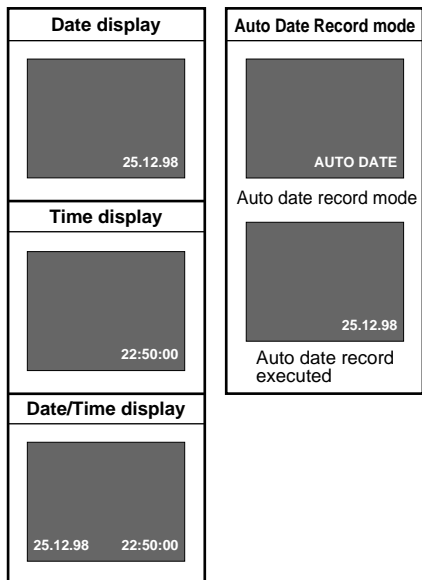 Date display
25.12.98
Time display
22:50:00
Date/Time display
25.12.98 22:50:00
Auto Date Record mode
AUTO DATE
Auto date record mode
25.12.98
Auto date record
executed